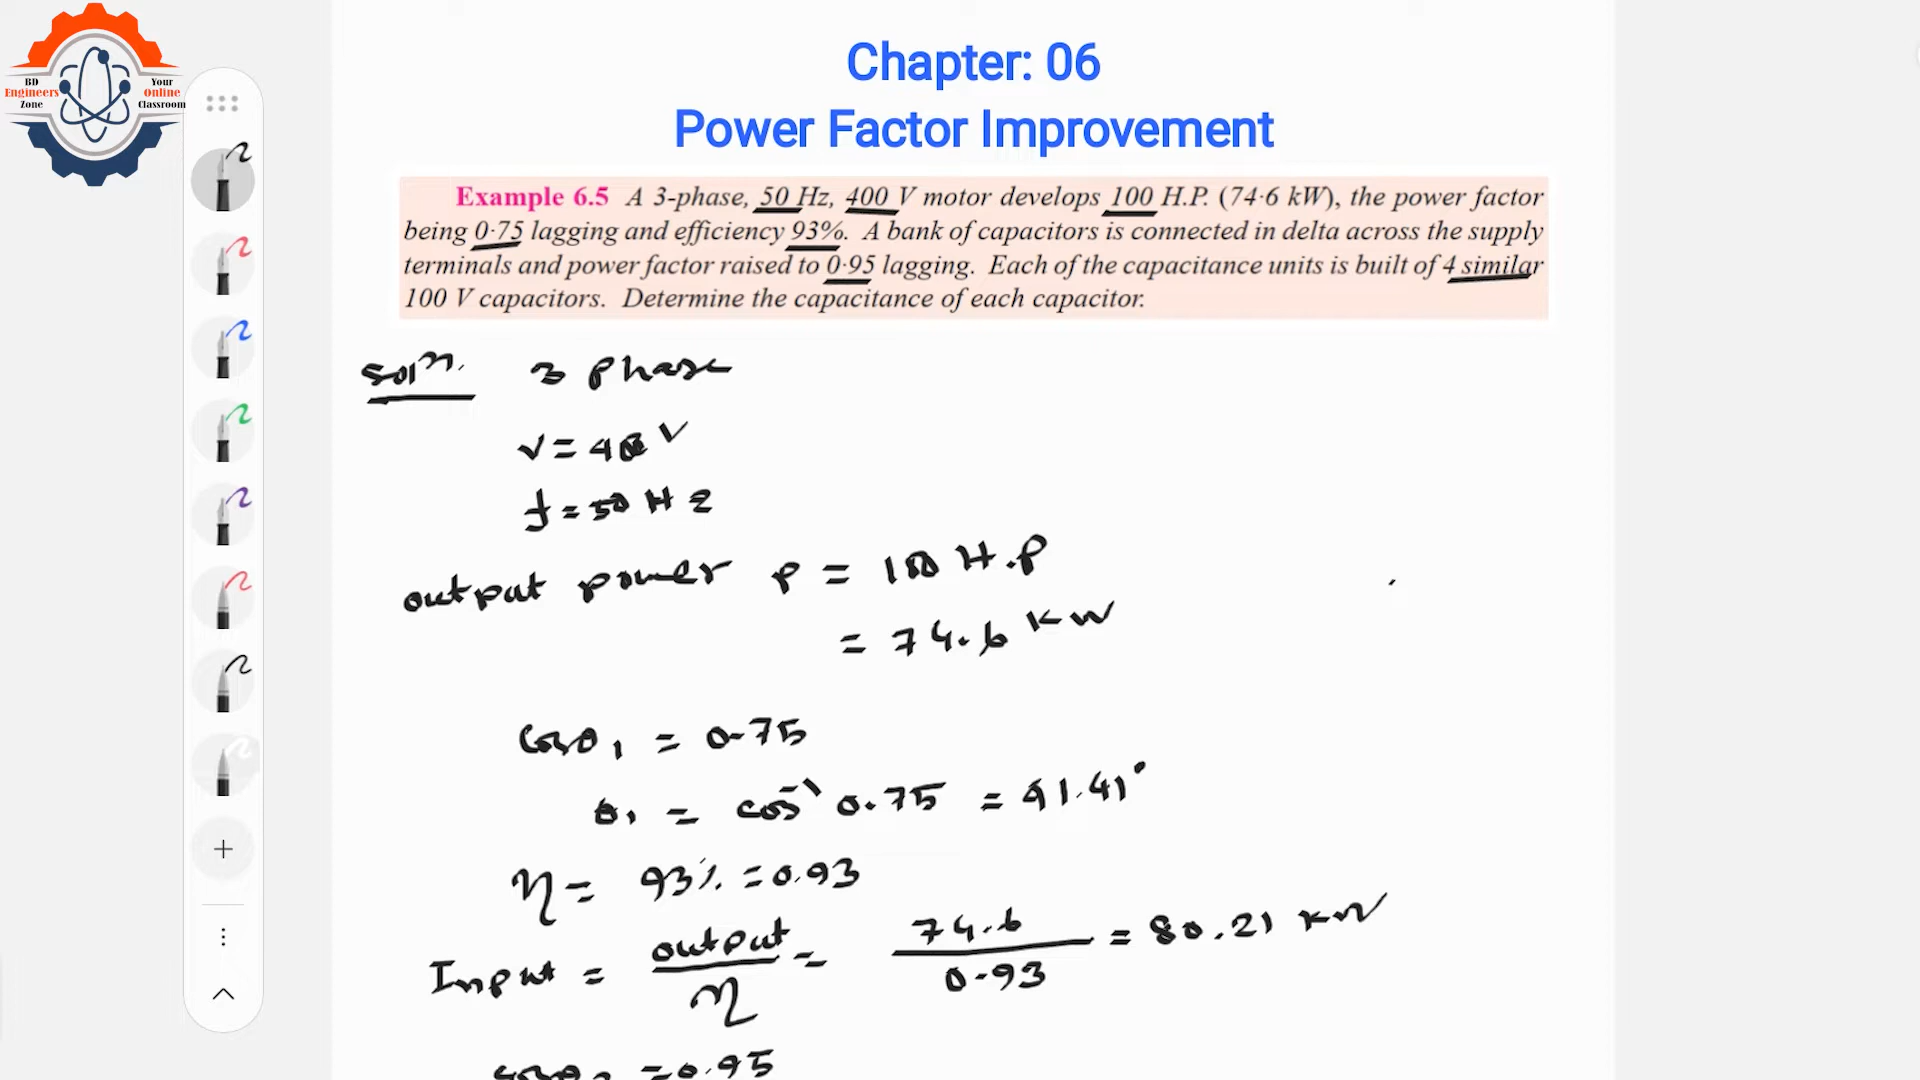 BD
Engineers
Zone
Your
Online
Classroom
Chapter: 06
Power Factor Improvement
Example 6.5 A 3-phase, 50 Hz, 400 V motor develops 100 H.P. (74·6 kW), the power factor
being 0·75 lagging and efficiency 93%. A bank of capacitors is connected in delta across the supply
terminals and power factor raised to 0·95 lagging. Each of the capacitance units is built of 4 similar
100 V capacitors. Determine the capacitance of each capacitor.
Soln. 3 phase
V = 400 V
f = 50 Hz
output power P = 100 H.P
= 74.6 KW
cosθ₁ = 0.75
θ₁ = cos⁻¹ 0.75 = 41.41°
η = 93% = 0.93
Input = output/η = 74.6/0.93 = 80.21 KW
cosθ₂ = 0.95